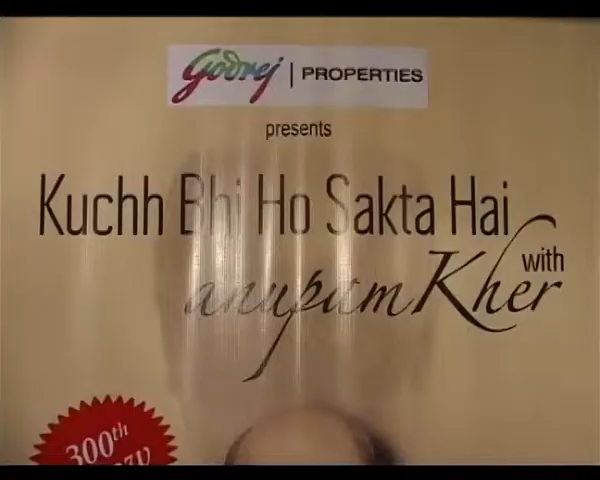 Godrej | PROPERTIES
presents
Kuchh Bhi Ho Sakta Hai
with
anupam Kher
300th